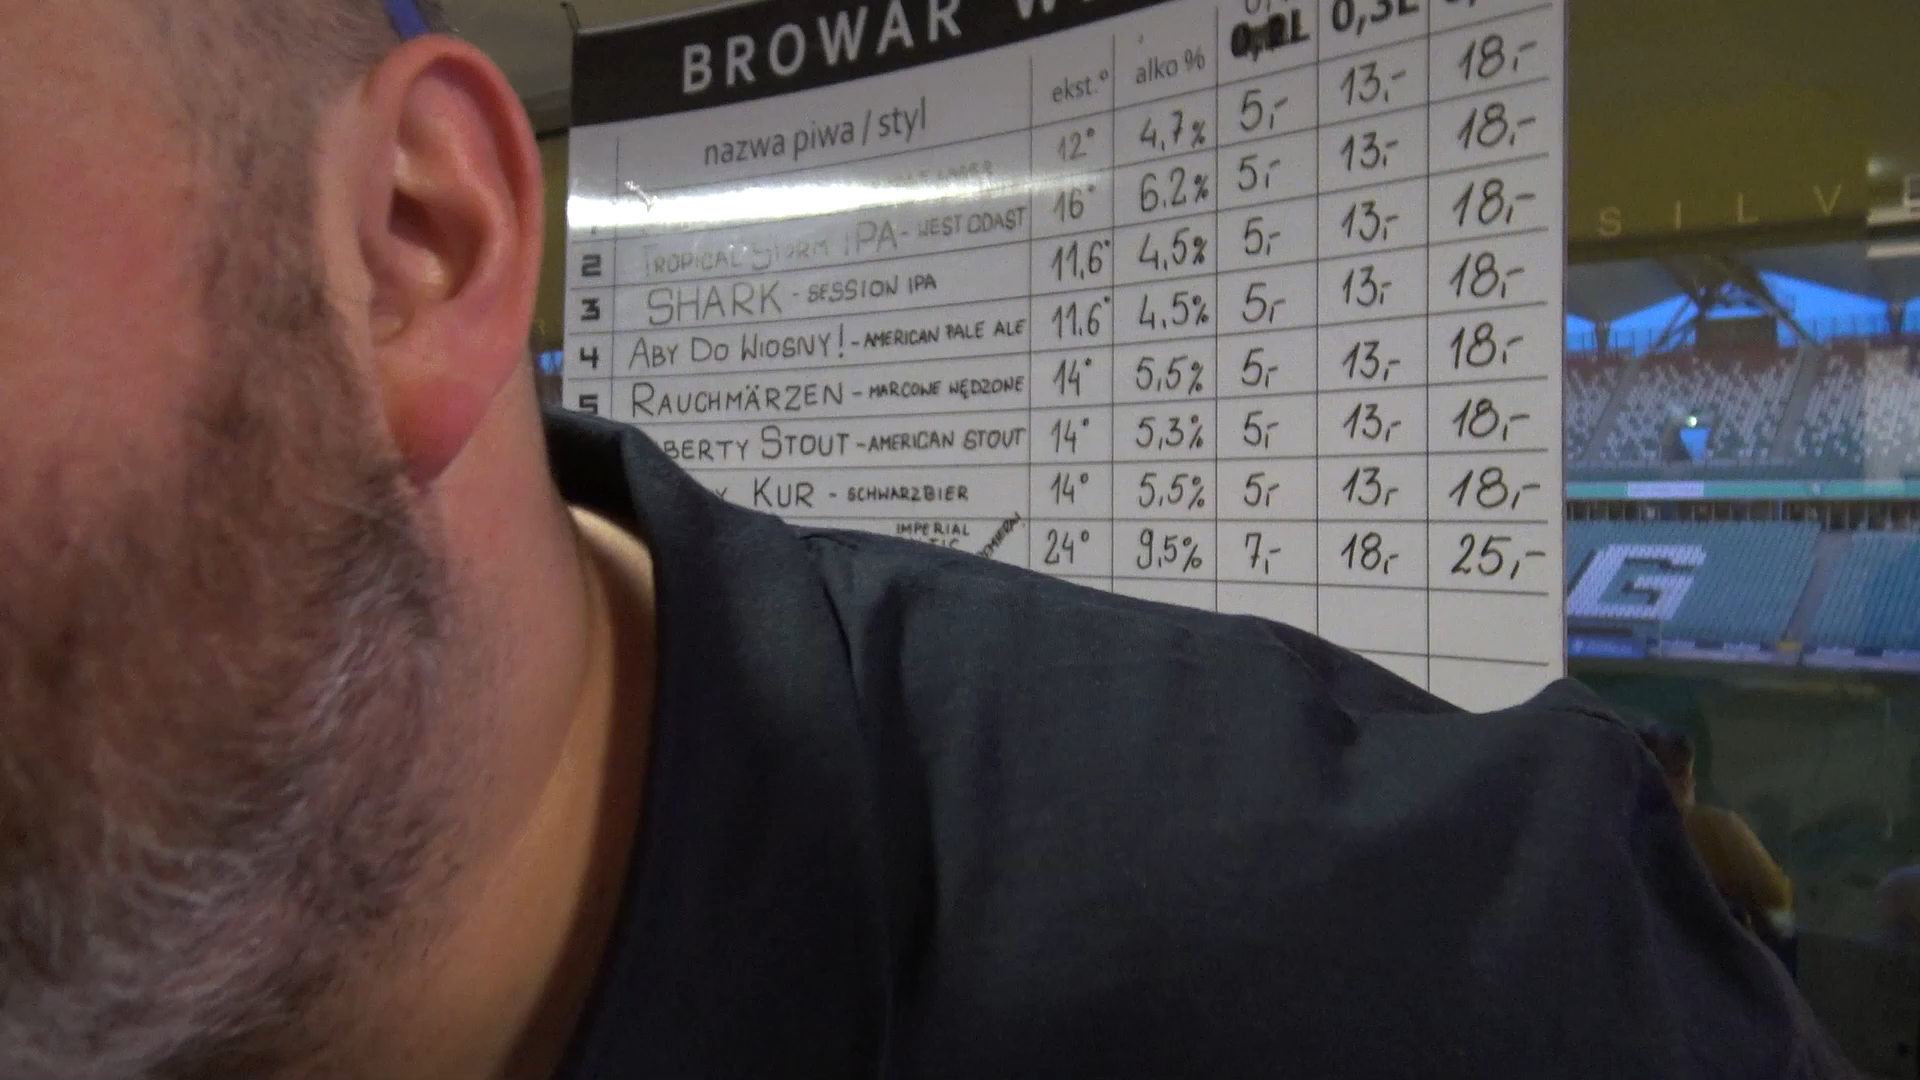 BROWAR
nazwa piwa / styl ekst.° alko % 0,3L
12° 4,7% 5,- 13,- 18,-
2 TROPICAL STORM IPA - WEST COAST 16° 6.2% 5,- 13,- 18,-
3 SHARK - SESSION IPA 11,6° 4,5% 5,- 13,- 18,-
4 ABY DO WIOSNY! - AMERICAN PALE ALE 11.6° 4,5% 5,- 13,- 18,-
5 RAUCHMÄRZEN - MARCOWE WĘDZONE 14° 5,5% 5,- 13,- 18,-
BERTY STOUT - AMERICAN STOUT 14° 5,3% 5,- 13,- 18,-
KUR - SCHWARZBIER 14° 5,5% 5,- 13,- 18,-
IMPERIAL 24° 9,5% 7,- 18,- 25,-
SILV
G